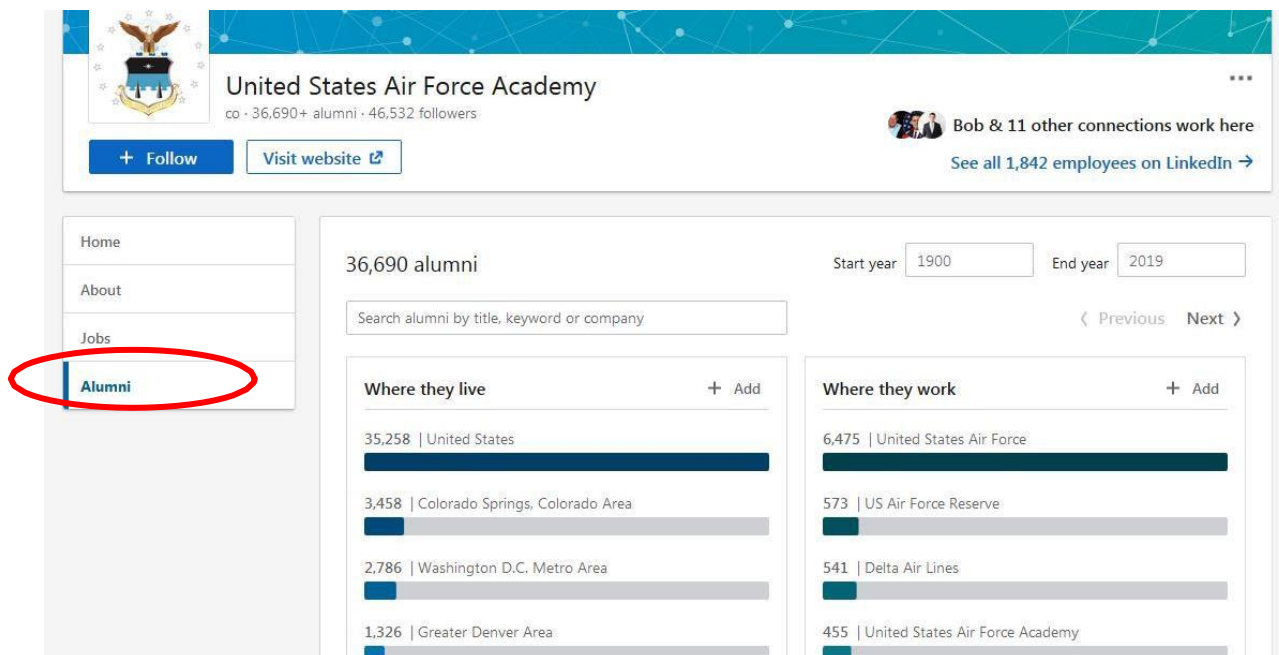 United States Air Force Academy
co · 36,690+ alumni · 46,532 followers
Bob & 11 other connections work here
+ Follow
Visit website
See all 1,842 employees on LinkedIn →
Home
About
Jobs
Alumni
36,690 alumni
Start year 1900
End year 2019
Search alumni by title, keyword or company
Previous Next
Where they live + Add
35,258 | United States
3,458 | Colorado Springs, Colorado Area
2,786 | Washington D.C. Metro Area
1,326 | Greater Denver Area
Where they work + Add
6,475 | United States Air Force
573 | US Air Force Reserve
541 | Delta Air Lines
455 | United States Air Force Academy